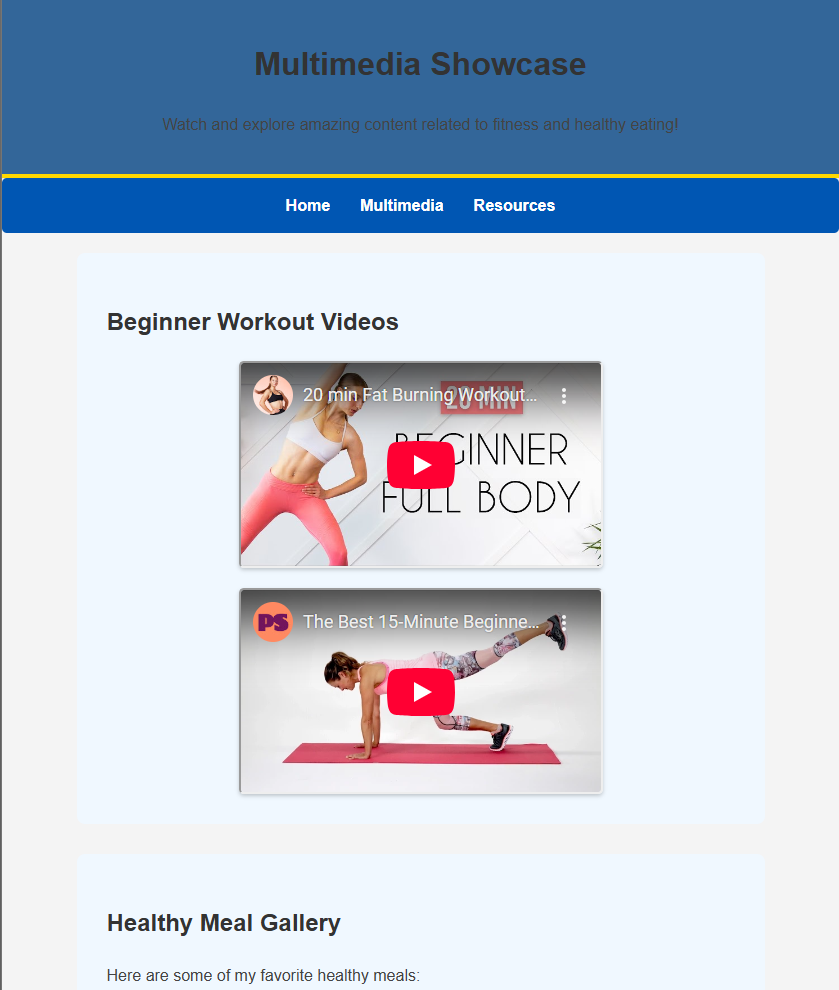 Multimedia Showcase
Watch and explore amazing content related to fitness and healthy eating!
Home Multimedia Resources
Beginner Workout Videos
20 min Fat Burning Workout...
20 MIN
BEGINNER
FULL BODY
PS The Best 15-Minute Beginne...
Healthy Meal Gallery
Here are some of my favorite healthy meals: